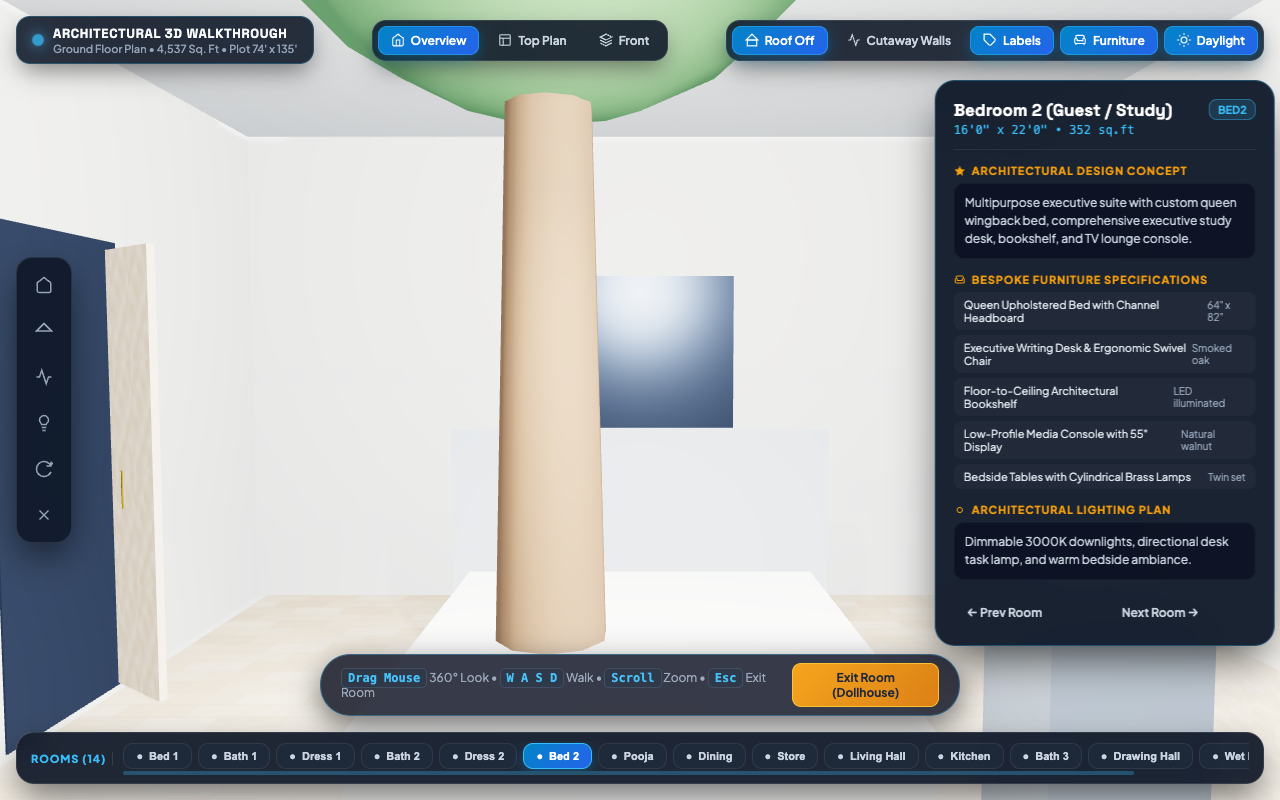 ARCHITECTURAL 3D WALKTHROUGH
Ground Floor Plan • 4,537 Sq. Ft • Plot 74' x 135'
Overview
Top Plan
Front
Roof Off
Cutaway Walls
Labels
Furniture
Daylight
Bedroom 2 (Guest / Study)
BED2
16'0" x 22'0" • 352 sq.ft
ARCHITECTURAL DESIGN CONCEPT
Multipurpose executive suite with custom queen
wingback bed, comprehensive executive study
desk, bookshelf, and TV lounge console.
BESPOKE FURNITURE SPECIFICATIONS
Queen Upholstered Bed with Channel
Headboard
64" x
82"
Executive Writing Desk & Ergonomic Swivel
Chair
Smoked
oak
Floor-to-Ceiling Architectural
Bookshelf
LED
illuminated
Low-Profile Media Console with 55"
Display
Natural
walnut
Bedside Tables with Cylindrical Brass Lamps
Twin set
ARCHITECTURAL LIGHTING PLAN
Dimmable 3000K downlights, directional desk
task lamp, and warm bedside ambiance.
← Prev Room
Next Room →
Drag Mouse 360° Look • W A S D Walk • Scroll Zoom • Esc Exit
Room
Exit Room
(Dollhouse)
ROOMS (14)
• Bed 1
• Bath 1
• Dress 1
• Bath 2
• Dress 2
• Bed 2
• Pooja
• Dining
• Store
• Living Hall
• Kitchen
• Bath 3
• Drawing Hall
• Wet